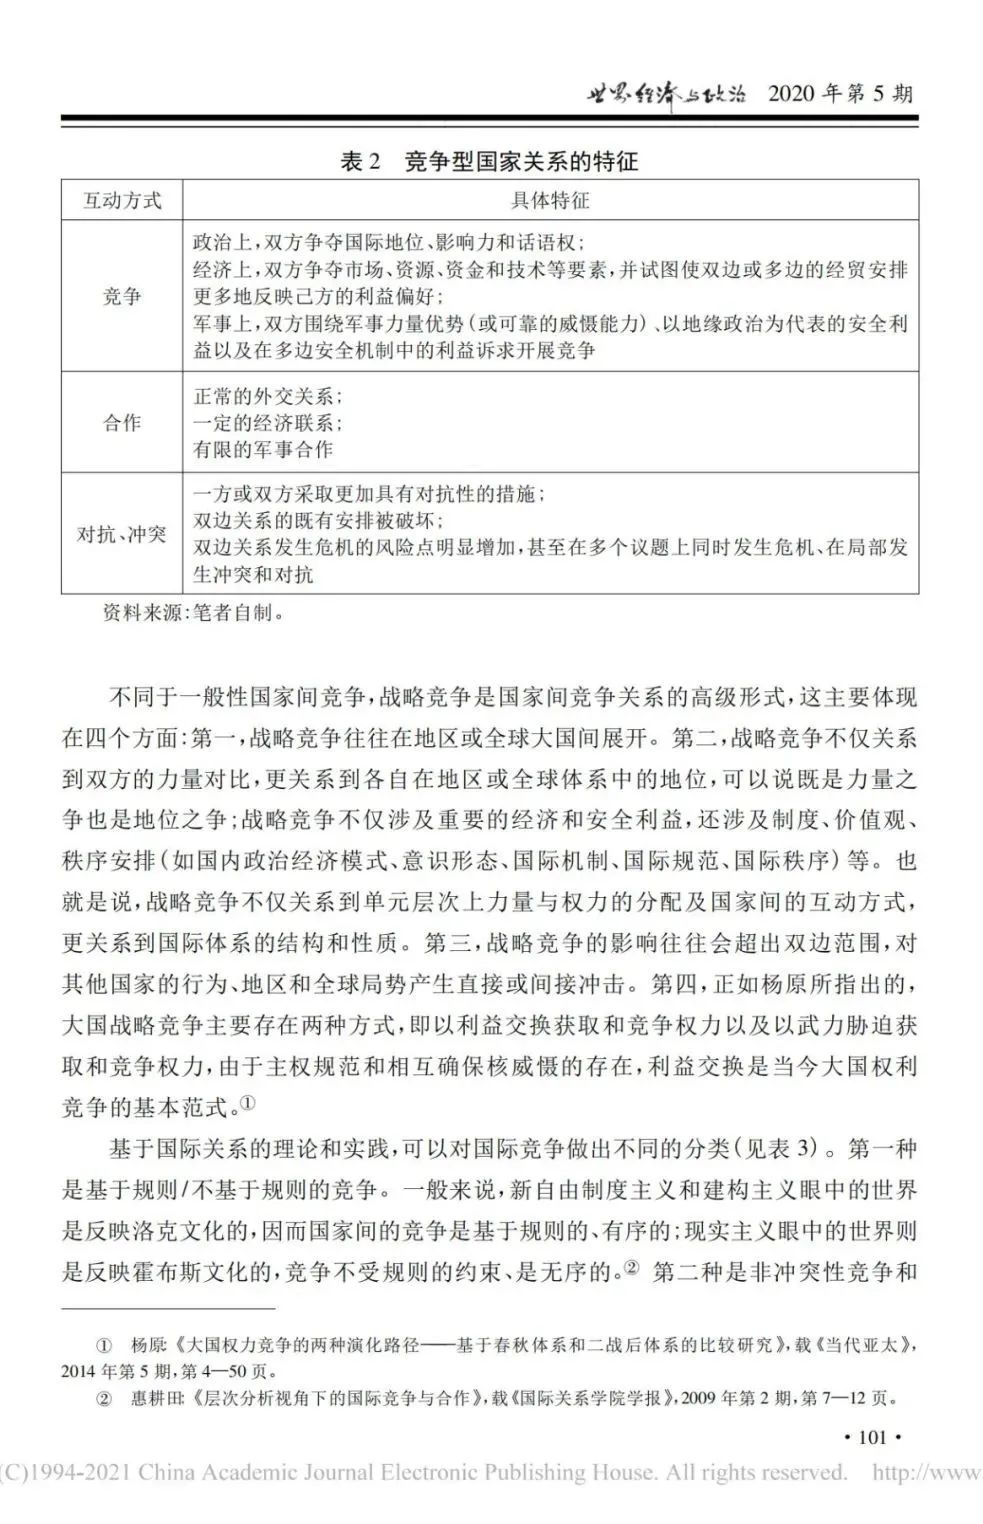 世界经济与政治 2020 年第 5 期
表 2 竞争型国家关系的特征
互动方式
具体特征
竞争
政治上,双方争夺国际地位、影响力和话语权;
经济上,双方争夺市场、资源、资金和技术等要素,并试图使双边或多边的经贸安排
更多地反映己方的利益偏好;
军事上,双方围绕军事力量优势(或可靠的威慑能力)、以地缘政治为代表的安全利
益以及在多边安全机制中的利益诉求开展竞争
合作
正常的外交关系;
一定的经济联系;
有限的军事合作
对抗、冲突
一方或双方采取更加具有对抗性的措施;
双边关系的既有安排被破坏;
双边关系发生危机的风险点明显增加,甚至在多个议题上同时发生危机、在局部发
生冲突和对抗
资料来源:笔者自制。
不同于一般性国家间竞争,战略竞争是国家间竞争关系的高级形式,这主要体现
在四个方面:第一,战略竞争往往在地区或全球大国间展开。第二,战略竞争不仅关系
到双方的力量对比,更关系到各自在地区或全球体系中的地位,可以说既是力量之
争也是地位之争;战略竞争不仅涉及重要的经济和安全利益,还涉及制度、价值观、
秩序安排(如国内政治经济模式、意识形态、国际机制、国际规范、国际秩序)等。也
就是说,战略竞争不仅关系到单元层次上力量与权力的分配及国家间的互动方式,
更关系到国际体系的结构和性质。第三,战略竞争的影响往往会超出双边范围,对
其他国家的行为、地区和全球局势产生直接或间接冲击。第四,正如杨原所指出的,
大国战略竞争主要存在两种方式,即以利益交换获取和竞争权力以及以武力胁迫获
取和竞争权力,由于主权规范和相互确保核威慑的存在,利益交换是当今大国权利
竞争的基本范式。①
基于国际关系的理论和实践,可以对国际竞争做出不同的分类(见表 3)。第一种
是基于规则/不基于规则的竞争。一般来说,新自由制度主义和建构主义眼中的世界
是反映洛克文化的,因而国家间的竞争是基于规则的、有序的;现实主义眼中的世界则
是反映霍布斯文化的,竞争不受规则的约束、是无序的。② 第二种是非冲突性竞争和
① 杨原:《大国权力竞争的两种演化路径——基于春秋体系和二战后体系的比较研究》,载《当代亚太》,
2014 年第 5 期,第 4—50 页。
② 惠耕田:《层次分析视角下的国际竞争与合作》,载《国际关系学院学报》,2009 年第 2 期,第 7—12 页。
·101·
(C)1994-2021 China Academic Journal Electronic Publishing House. All rights reserved. http://www